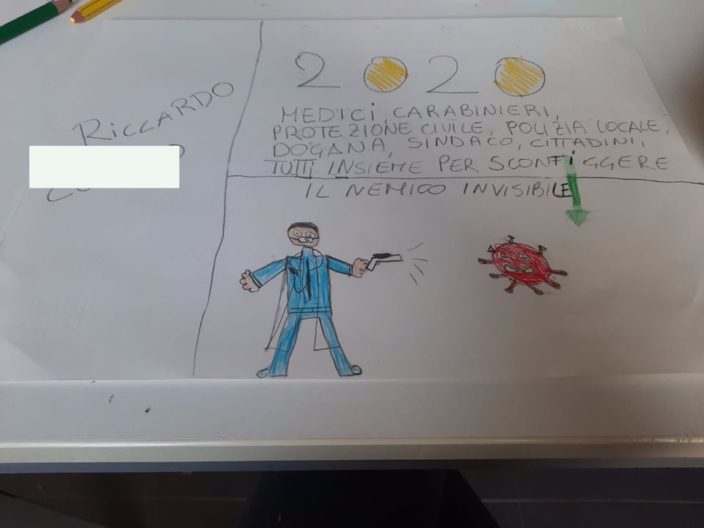 RICCARDO
2020
MEDICI, CARABINIERI,
PROTEZIONE CIVILE, POLIZIA LOCALE,
DOGANA, SINDACO, CITTADINI,
TUTTI INSIEME PER SCONFIGGERE
IL NEMICO INVISIBILE